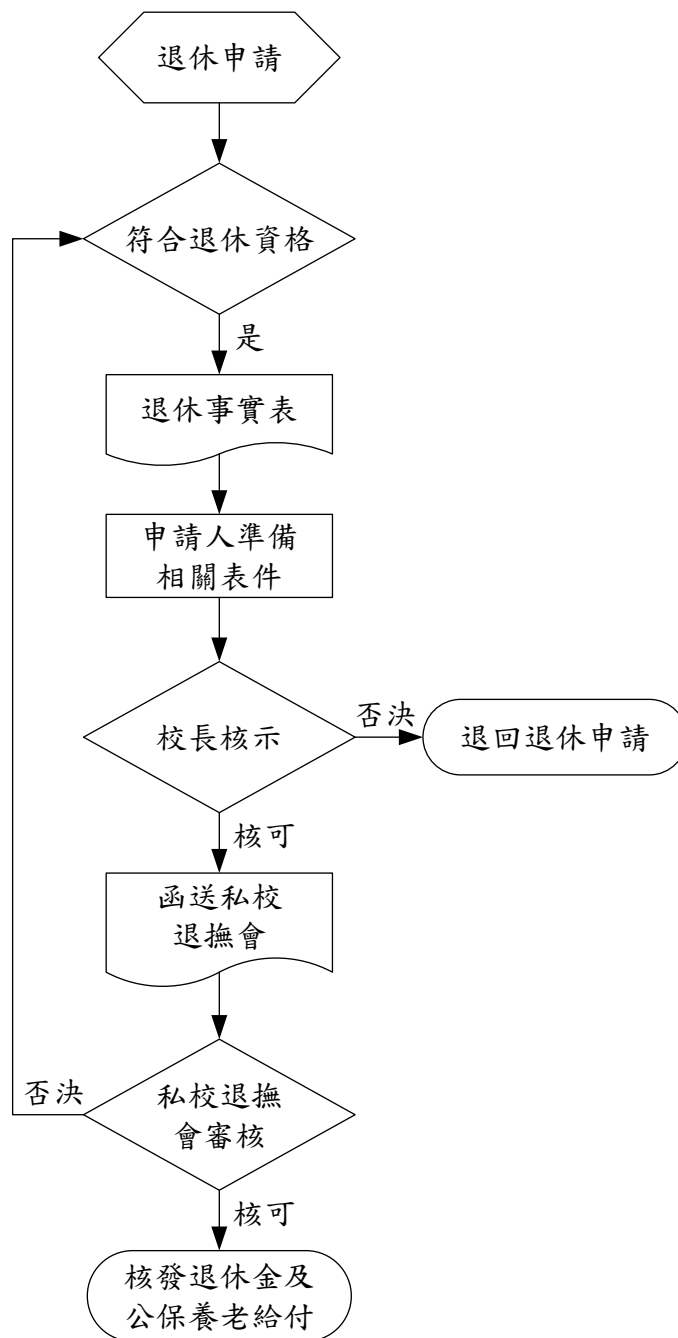 退休申請
符合退休資格
是
退休事實表
申請人準備
相關表件
校長核示
否決
退回退休申請
核可
函送私校
退撫會
否決
私校退撫
會審核
核可
核發退休金及
公保養老給付